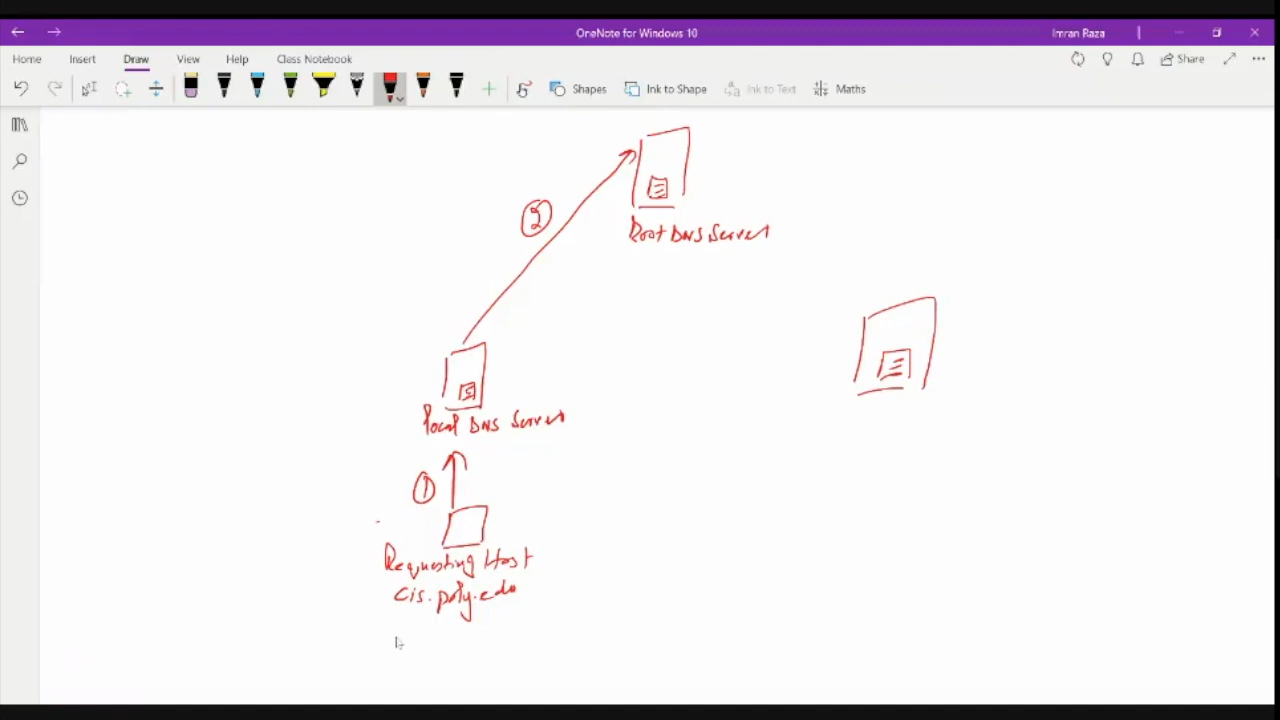 OneNote for Windows 10
Imran Raza
Home Insert Draw View Help Class Notebook
Share
Shapes Ink to Shape Ink to Text Maths
2
Root DNS Server
local DNS Server
1
Requesting Host
cis.poly.edu